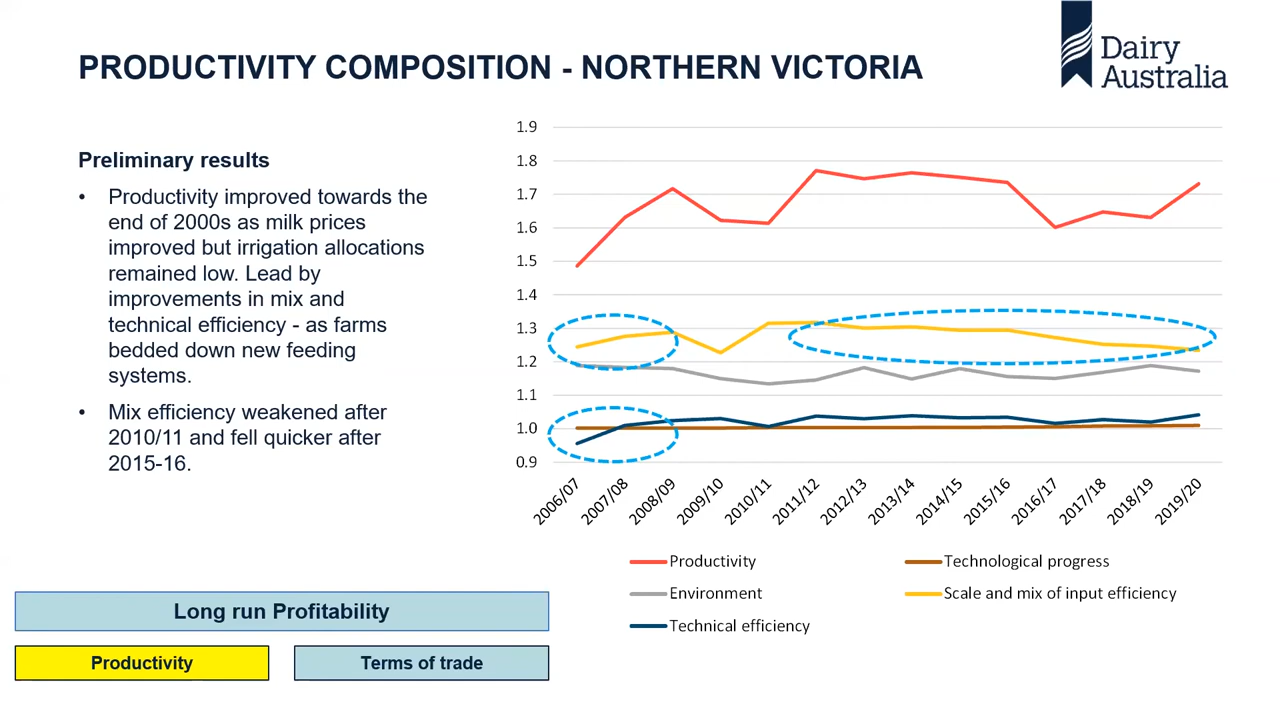 PRODUCTIVITY COMPOSITION - NORTHERN VICTORIA
Dairy
Australia
Preliminary results
• Productivity improved towards the
end of 2000s as milk prices
improved but irrigation allocations
remained low. Lead by
improvements in mix and
technical efficiency - as farms
bedded down new feeding
systems.
• Mix efficiency weakened after
2010/11 and fell quicker after
2015-16.
1.9
1.8
1.7
1.6
1.5
1.4
1.3
1.2
1.1
1.0
0.9
2006/07
2007/08
2008/09
2009/10
2010/11
2011/12
2012/13
2013/14
2014/15
2015/16
2016/17
2017/18
2018/19
2019/20
Productivity
Technological progress
Environment
Scale and mix of input efficiency
Technical efficiency
Long run Profitability
Productivity
Terms of trade